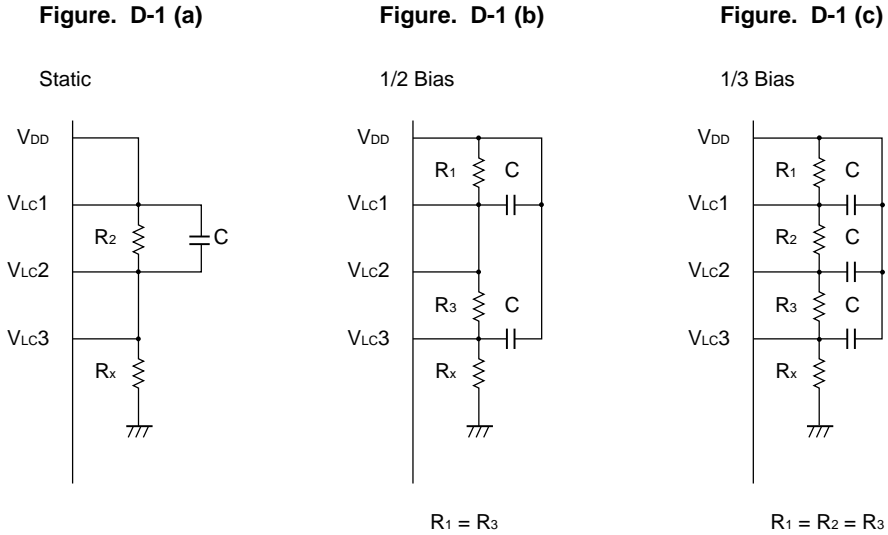 Figure. D-1 (a)
Static
VDD
VLC1
R2
C
VLC2
VLC3
Rx
Figure. D-1 (b)
1/2 Bias
VDD
R1
C
VLC1
VLC2
R3
C
VLC3
Rx
R1 = R3
Figure. D-1 (c)
1/3 Bias
VDD
R1
C
VLC1
R2
C
VLC2
R3
C
VLC3
Rx
R1 = R2 = R3